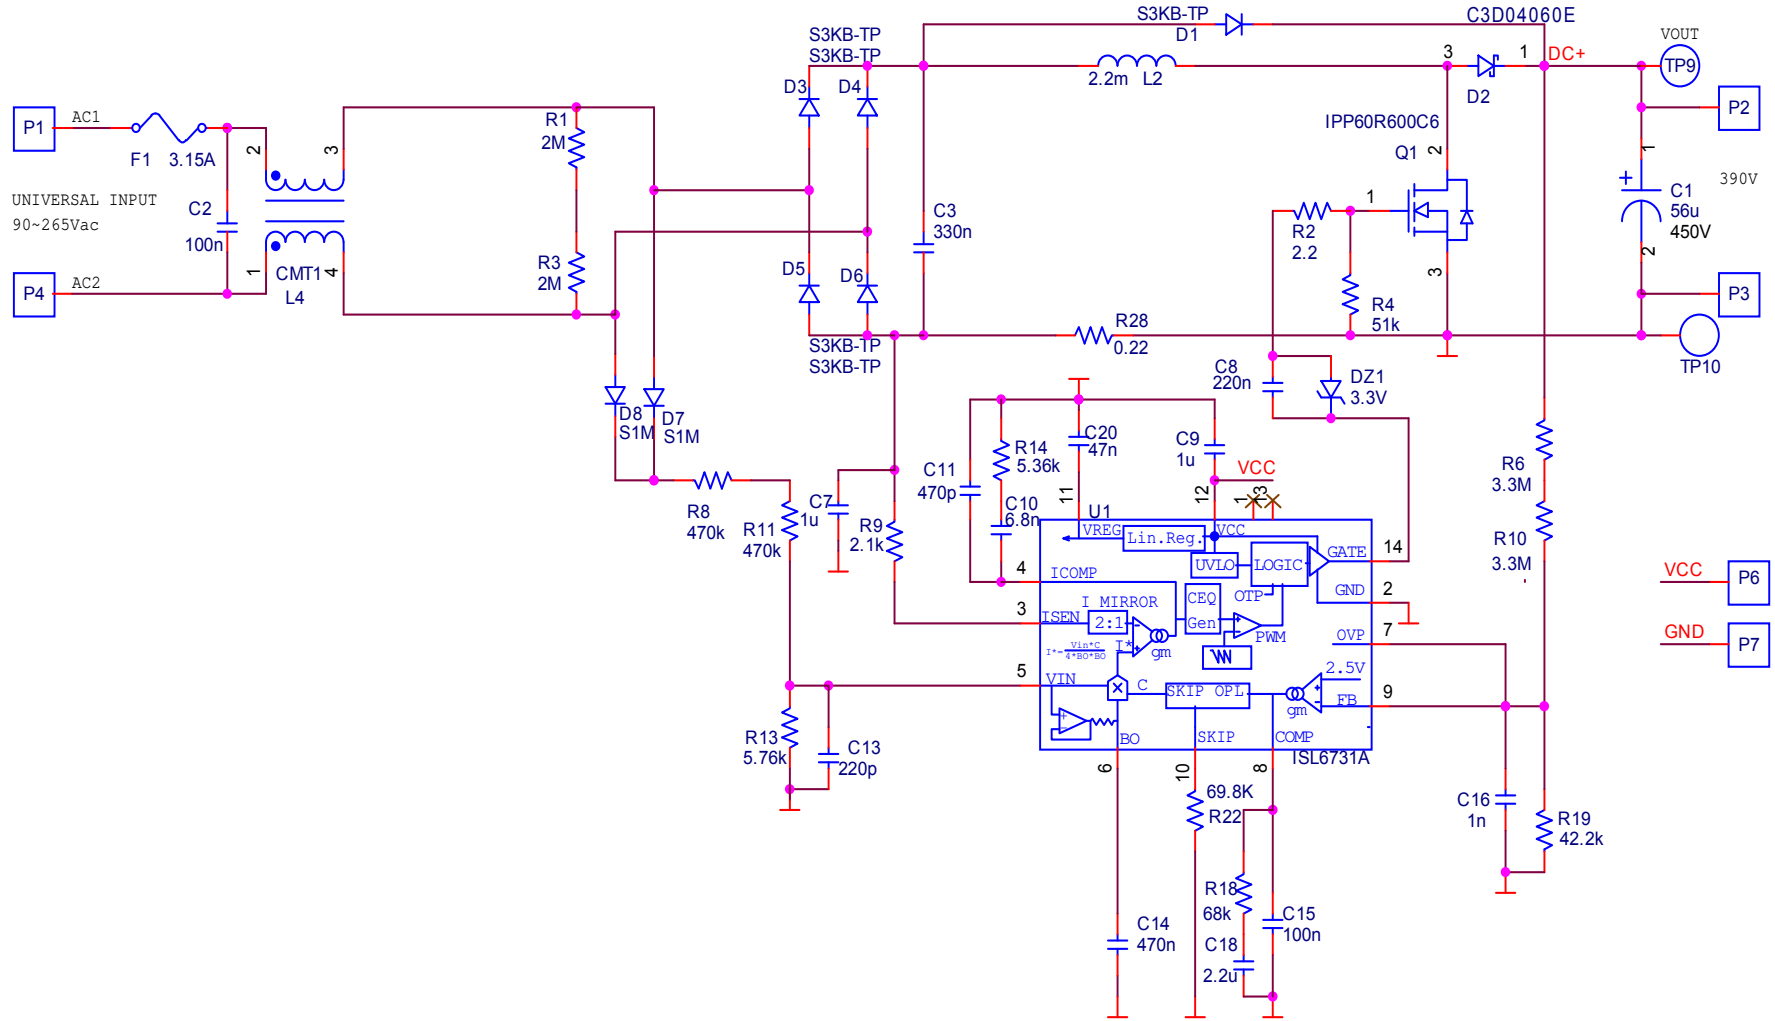 S3KB-TP
D1
C3D04060E
S3KB-TP
S3KB-TP
VOUT
3
1
DC+
TP9
D3
D4
2.2m
L2
D2
P2
P1
AC1
F1
3.15A
2
3
R1
2M
IPP60R600C6
Q1
2
1
UNIVERSAL INPUT
90~265Vac
C2
100n
C3
330n
1
R2
2.2
+
C1
56u
450V
390V
2
D5
D6
P4
AC2
1
4
CMT1
L4
R3
2M
3
P3
R4
51k
R28
0.22
S3KB-TP
S3KB-TP
TP10
C8
220n
DZ1
3.3V
D8
S1M
D7
S1M
R14
5.36k
C20
47n
C9
1u
VCC
R6
3.3M
C11
470p
C10
6.8n
11
12
1
13
R8
470k
R11
470k
C7
1u
R9
2.1k
U1
VREG
Lin.Reg.
VCC
R10
3.3M
GATE
14
UVLO
LOGIC
4
ICOMP
OTP
GND
2
VCC
P6
3
ISEN
I MIRROR
2:1
CEQ
Gen
PWM
OVP
7
GND
P7
I*=Vin*C
4*BO*BO
I*
gm
5
VIN
C
SKIP OPL
2.5V
gm
FB
9
R13
5.76k
C13
220p
BO
SKIP
COMP
ISL6731A
6
10
8
69.8K
R22
C16
1n
R19
42.2k
R18
68k
C14
470n
C18
2.2u
C15
100n